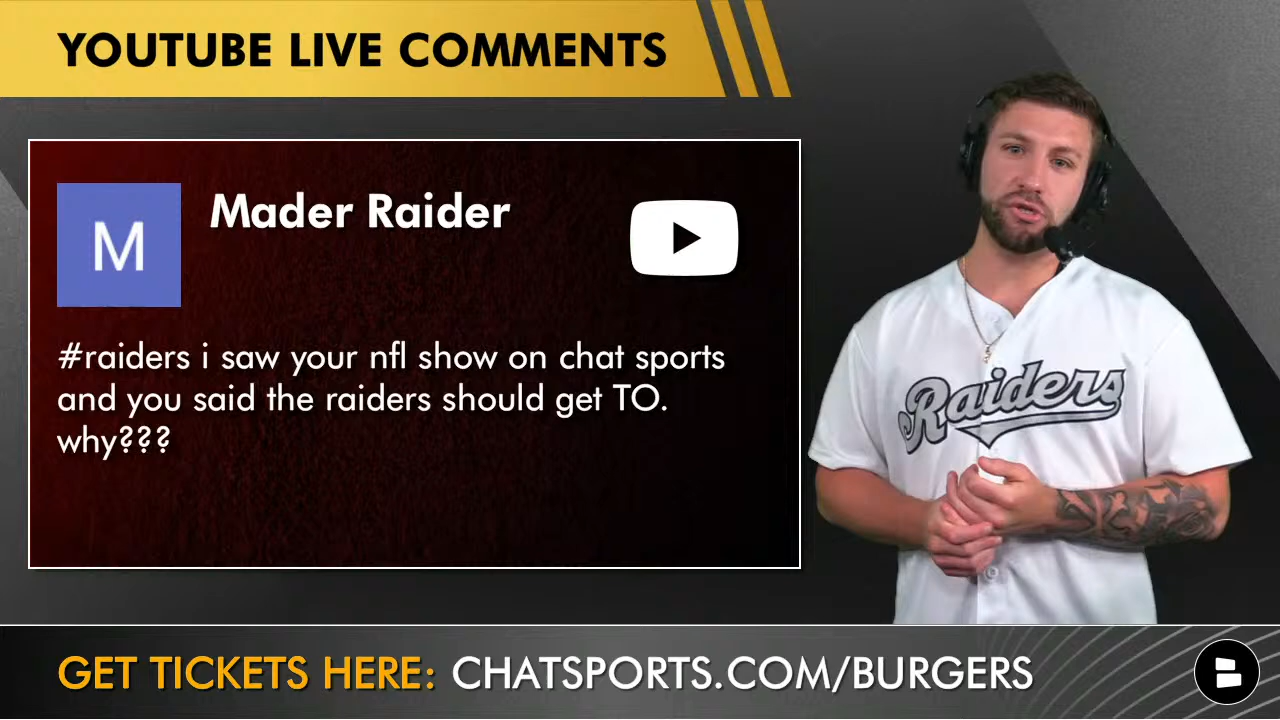 YOUTUBE LIVE COMMENTS
M
Mader Raider
#raiders i saw your nfl show on chat sports
and you said the raiders should get TO.
why???
Raiders
GET TICKETS HERE: CHATSPORTS.COM/BURGERS